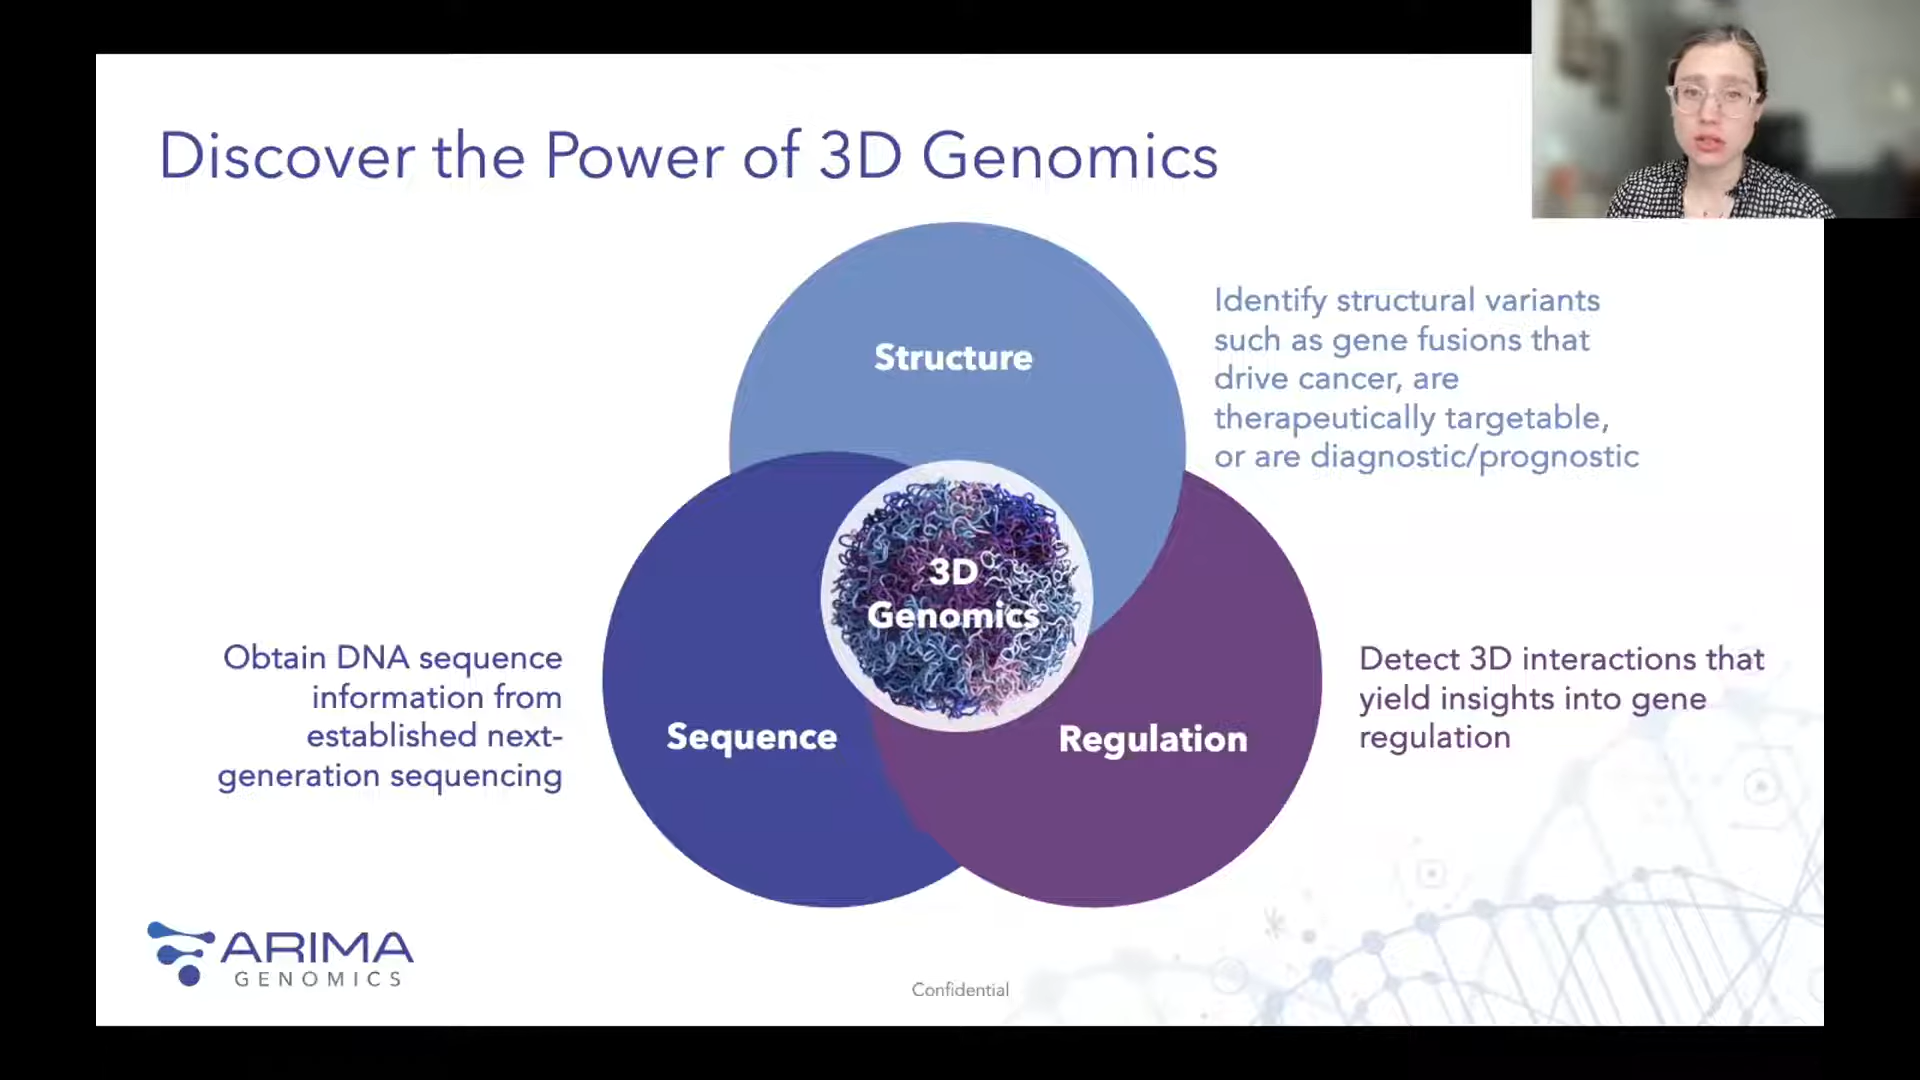 Discover the Power of 3D Genomics
Structure
Identify structural variants
such as gene fusions that
drive cancer, are
therapeutically targetable,
or are diagnostic/prognostic
3D
Genomics
Obtain DNA sequence
information from
established next-
generation sequencing
Sequence
Regulation
Detect 3D interactions that
yield insights into gene
regulation
ARIMA
GENOMICS
Confidential